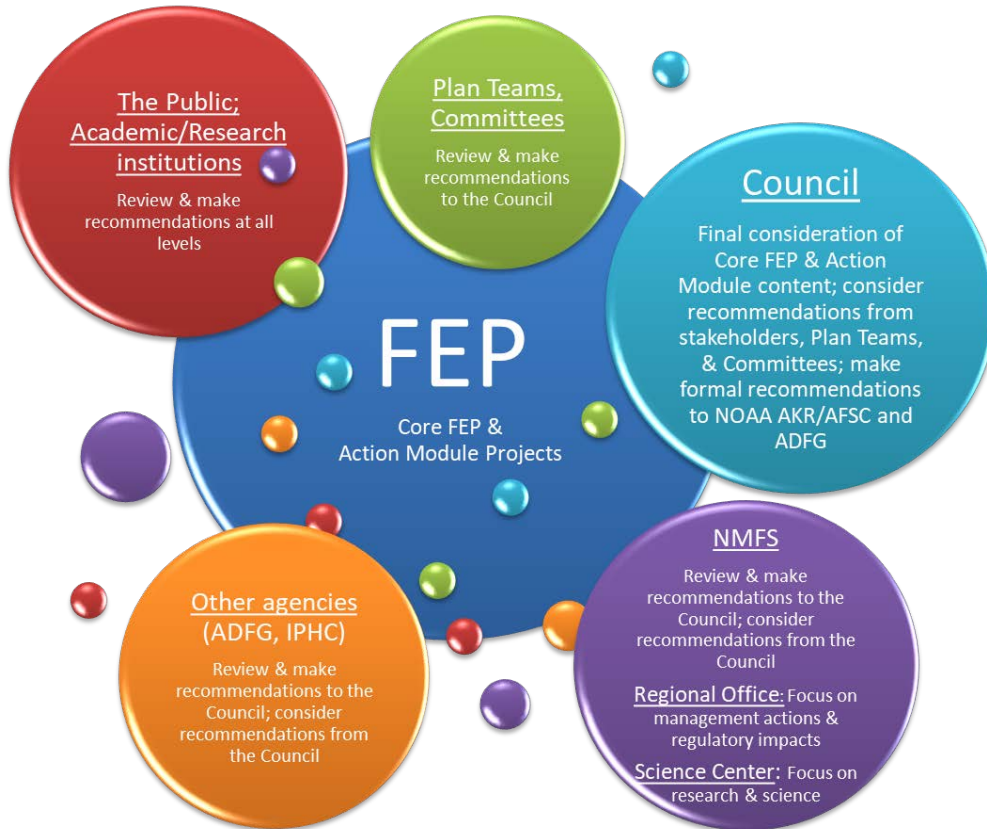 The Public;
Academic/Research
institutions
Review & make
recommendations at all
levels
Plan Teams,
Committees
Review & make
recommendations
to the Council
Council
Final consideration of
Core FEP & Action
Module content; consider
recommendations from
stakeholders, Plan Teams,
& Committees; make
formal recommendations
to NOAA AKR/AFSC and
ADFG
FEP
Core FEP &
Action Module Projects
Other agencies
(ADFG, IPHC)
Review & make
recommendations to the
Council; consider
recommendations from
the Council
NMFS
Review & make
recommendations to the
Council; consider
recommendations from the
Council
Regional Office: Focus on
management actions &
regulatory impacts
Science Center: Focus on
research & science